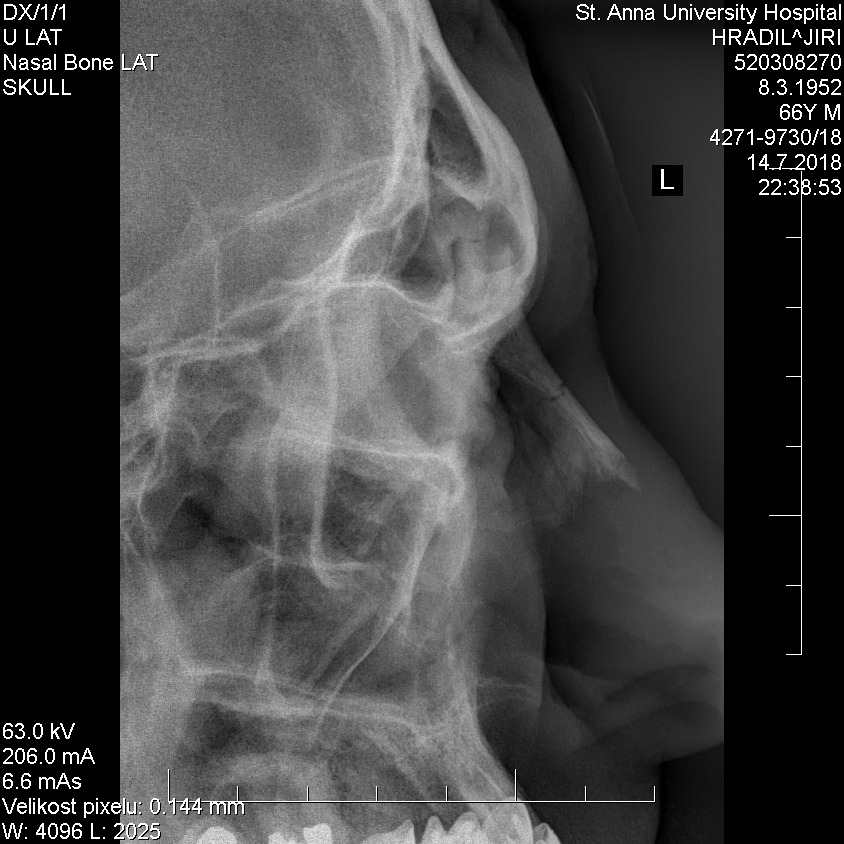 DX/1/1
U LAT
Nasal Bone LAT
SKULL
St. Anna University Hospital
HRADIL^JIRI
520308270
8.3.1952
66Y M
4271-9730/18
14.7.2018
22:38:53
L
63.0 kV
206.0 mA
6.6 mAs
Velikost pixelu: 0.144 mm
W: 4096 L: 2025